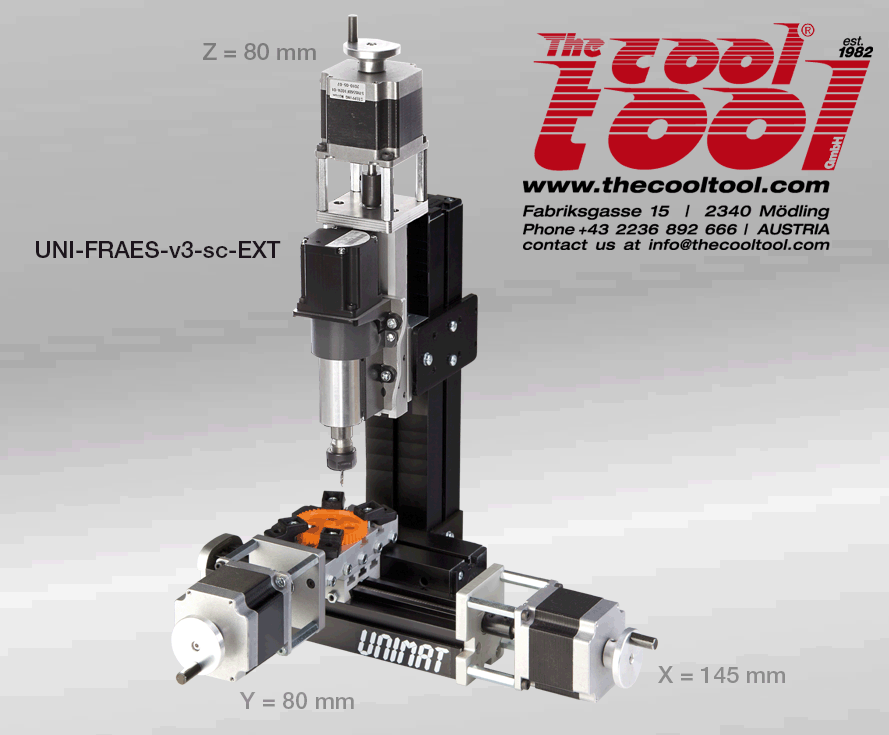 Z = 80 mm
The cool tool GmbH®
est.
1982
www.thecooltool.com
Fabriksgasse 15 | 2340 Mödling
Phone +43 2236 892 666 | AUSTRIA
contact us at info@thecooltool.com
UNI-FRAES-v3-sc-EXT
UNIMAT
X = 145 mm
Y = 80 mm